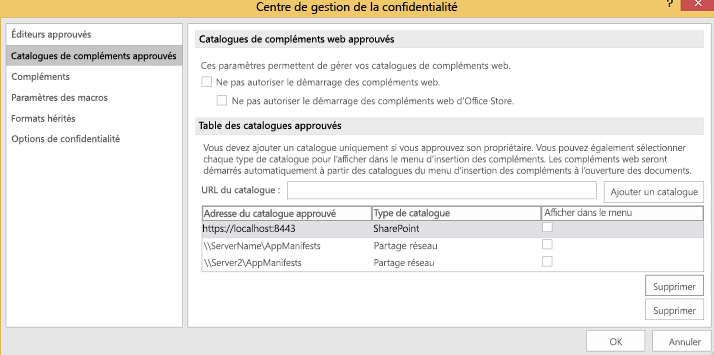 Centre de gestion de la confidentialité
?
Éditeurs approuvés
Catalogues de compléments approuvés
Compléments
Paramètres des macros
Formats hérités
Options de confidentialité
Catalogues de compléments web approuvés
Ces paramètres permettent de gérer vos catalogues de compléments web.
Ne pas autoriser le démarrage des compléments web.
Ne pas autoriser le démarrage des compléments web d'Office Store.
Table des catalogues approuvés
Vous devez ajouter un catalogue uniquement si vous approuvez son propriétaire. Vous pouvez également sélectionner
chaque type de catalogue pour l'afficher dans le menu d'insertion des compléments. Les compléments web seront
démarrés automatiquement à partir des catalogues du menu d'insertion des compléments à l'ouverture des documents.
URL du catalogue : Ajouter un catalogue
Adresse du catalogue approuvé Type de catalogue Afficher dans le menu
https://localhost:8443 SharePoint
\\ServerName\AppManifests Partage réseau
\\Server2\AppManifests Partage réseau
Supprimer
Supprimer
OK Annuler